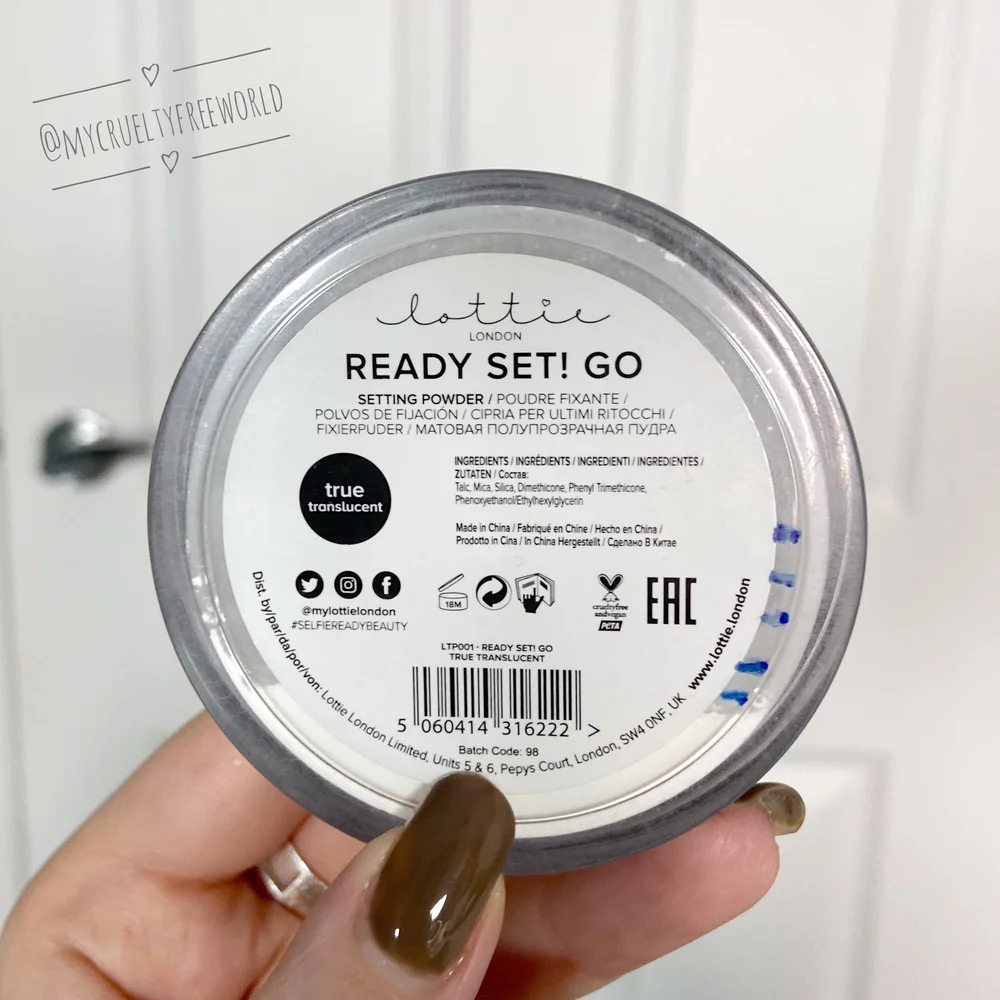 @MYCRUELTYFREEWORLD
lottie
LONDON
READY SET! GO
SETTING POWDER / POUDRE FIXANTE /
POLVOS DE FIJACIÓN / CIPRIA PER ULTIMI RITOCCHI /
FIXIERPUDER / МАТОВАЯ ПОЛУПРОЗРАЧНАЯ ПУДРА
true
translucent
INGREDIENTS / INGRÉDIENTS / INGREDIENTI / INGREDIENTES /
ZUTATEN / Состав:
Talc, Mica, Silica, Dimethicone, Phenyl Trimethicone,
Phenoxyethanol/Ethylhexylglycerin
Made in China / Fabriqué en Chine / Hecho en China /
Prodotto in Cina / In China Hergestellt / Сделано В Китае
@mylottielondon
#SELFIEREADYBEAUTY
18M
crueltyfree
andvegan
PETA
EAC
LTP001 - READY SET! GO
TRUE TRANSLUCENT
5 060414 316222 >
Batch Code: 98
Dist. by/par/da/por/von: Lottie London Limited, Units 5 & 6, Pepys Court, London, SW4 0NF, UK
www.lottie.london